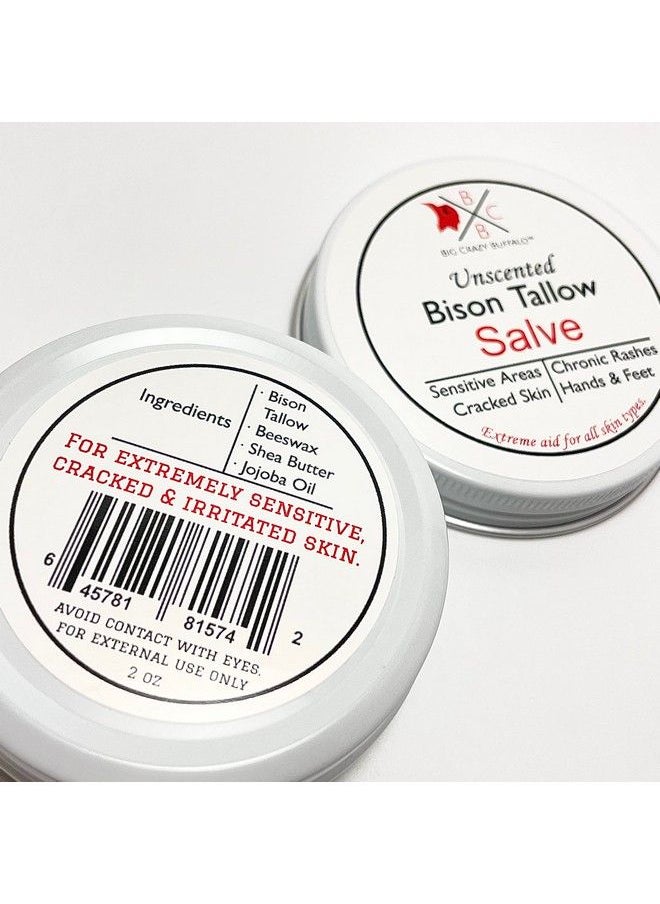 B
C
B
BIG CRAZY BUFFALO™
Unscented
Bison Tallow
Salve
Sensitive Areas
Cracked Skin
Chronic Rashes
Hands & Feet
Extreme aid for all skin types.
Ingredients
· Bison
Tallow
· Beeswax
· Shea Butter
· Jojoba Oil
FOR EXTREMELY SENSITIVE,
CRACKED & IRRITATED SKIN.
6 45781 81574 2
AVOID CONTACT WITH EYES.
FOR EXTERNAL USE ONLY
2 OZ